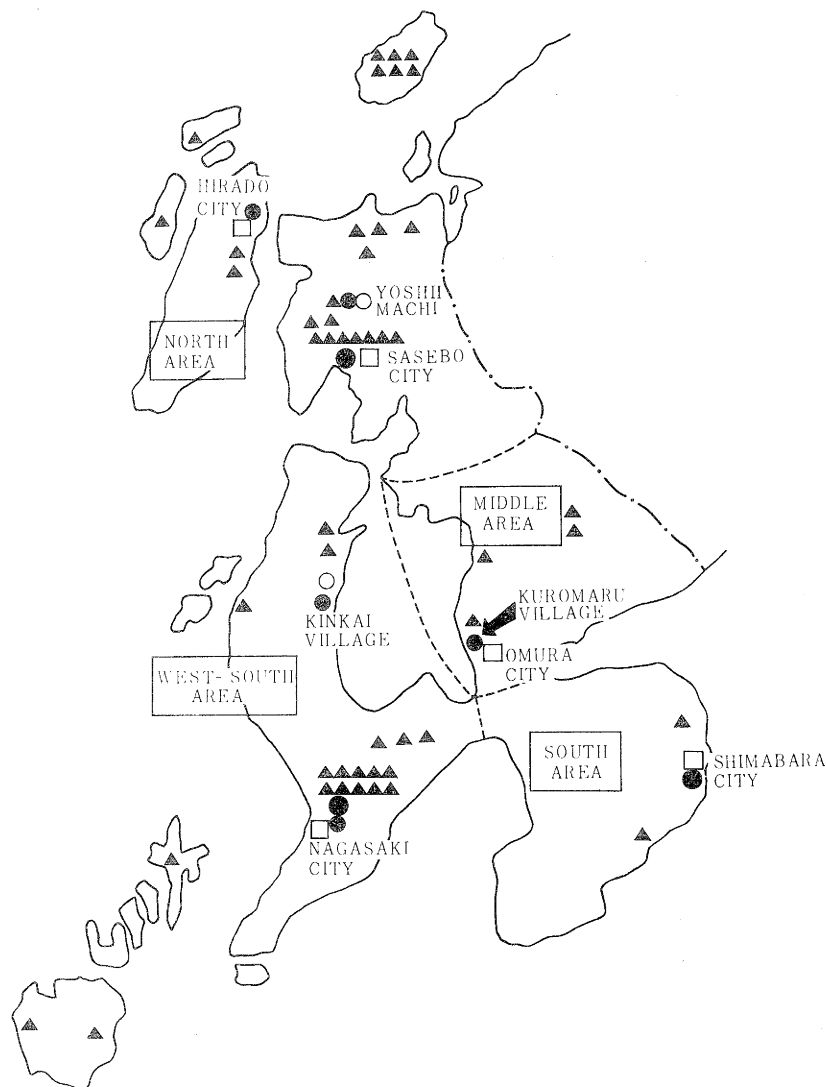 HIRADO
CITY
YOSHII
MACHI
NORTH
AREA
SASEBO
CITY
MIDDLE
AREA
KUROMARU
VILLAGE
KINKAI
VILLAGE
OMURA
CITY
WEST-SOUTH
AREA
SOUTH
AREA
SHIMABARA
CITY
NAGASAKI
CITY